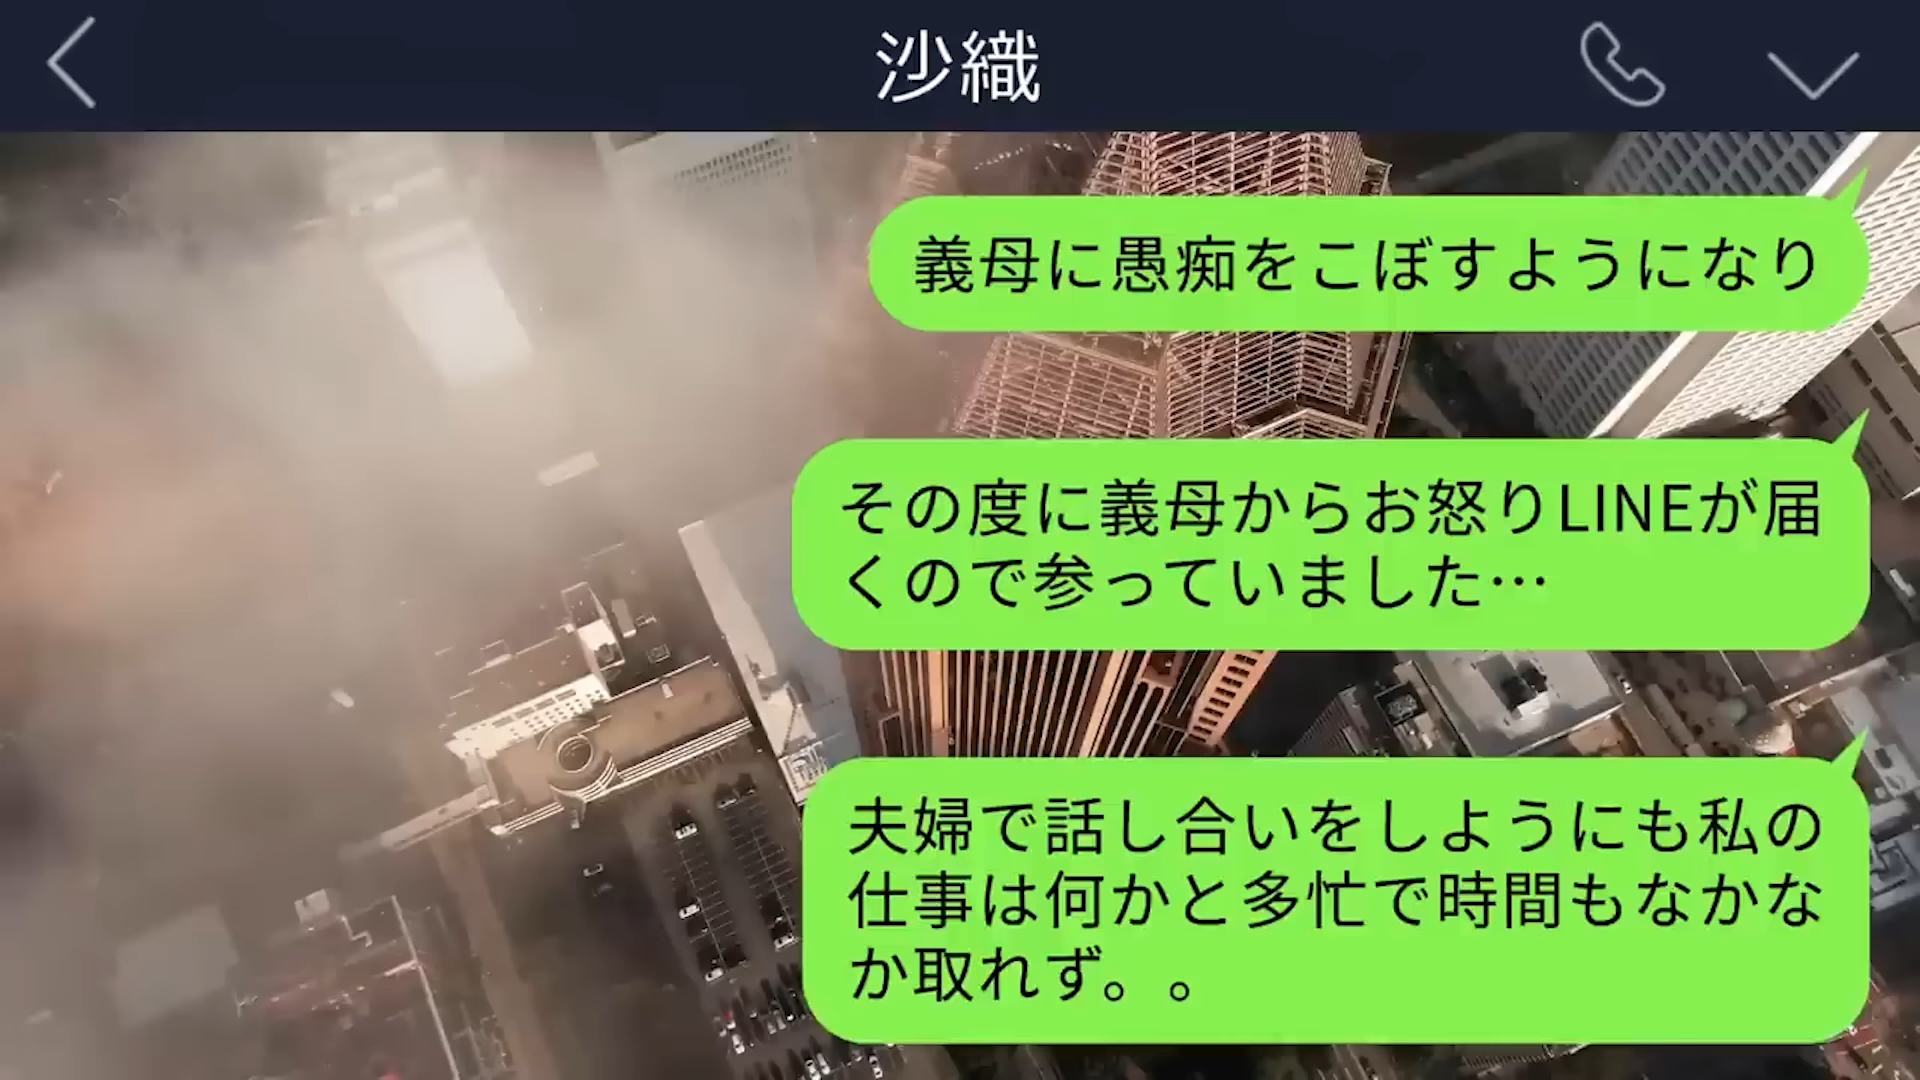 沙織
義母に愚痴をこぼすようになり
その度に義母からお怒りLINEが届
くので参っていました…
夫婦で話し合いをしようにも私の
仕事は何かと多忙で時間もなかな
か取れず。。